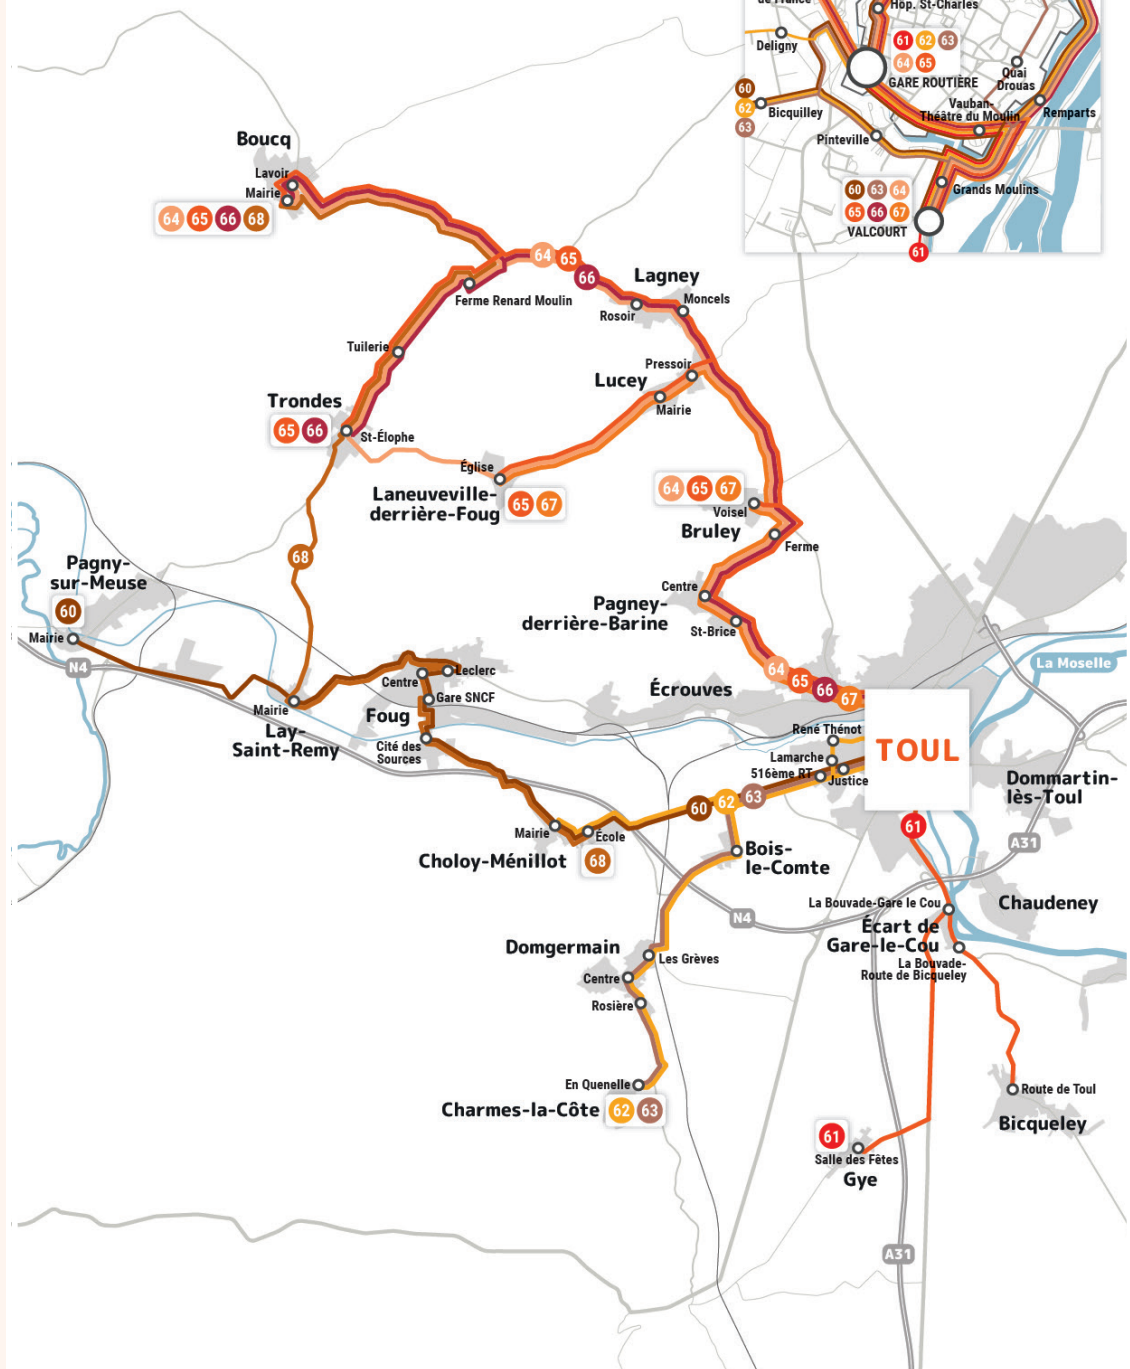 de France
Hôp. St-Charles
Deligny
61 62 63
64 65
GARE ROUTIÈRE
Quai
Drouas
60
62
63
Bicquilley
Vauban-
Théâtre du Moulin
Remparts
Pinteville
60 63 64
65 66 67
VALCOURT
Grands Moulins
61
Boucq
Lavoir
Mairie
64 65 66 68
64 65
66
Lagney
Ferme Renard Moulin
Rosoir
Moncels
Tuilerie
Pressoir
Lucey
Mairie
Trondes
65 66
St-Élophe
Église
Laneuveville-
derrière-Foug
65 67
64 65 67
Voisel
Bruley
Ferme
68
Pagny-
sur-Meuse
60
Mairie
N4
Centre
Pagney-
derrière-Barine
St-Brice
64 65 66 67
La Moselle
Leclerc
Centre
Gare SNCF
Mairie
Lay-
Saint-Remy
Foug
Cité des
Sources
Écrouves
René Thénot
Lamarche
516ème RT
Justice
TOUL
Dommartin-
lès-Toul
60 62 63
61
A31
Mairie
École
Choloy-Ménillot
68
Bois-
le-Comte
N4
La Bouvade-Gare le Cou
Chaudeney
Écart de
Gare-le-Cou
La Bouvade-
Route de Bicqueley
Domgermain
Les Grèves
Centre
Rosière
En Quenelle
Charmes-la-Côte
62 63
Route de Toul
Bicqueley
61
Salle des Fêtes
Gye
A31